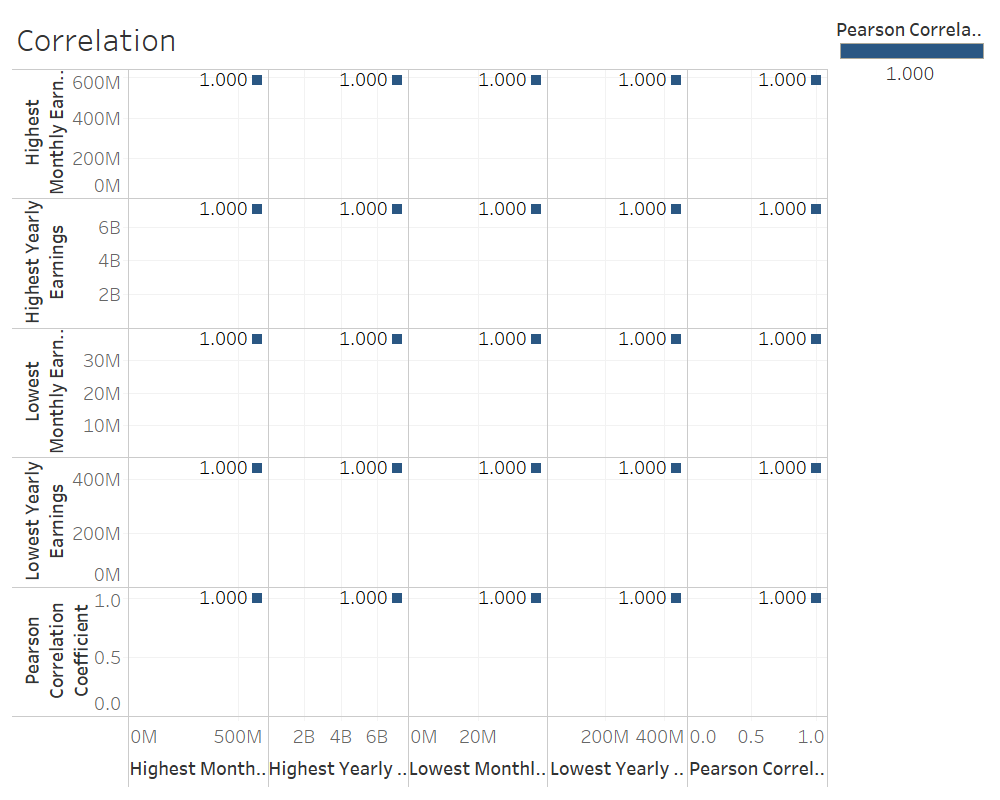 Correlation
Pearson Correla..
1.000
Highest
Monthly Earn..
600M
400M
200M
0M
1.000
1.000
1.000
1.000
1.000
Highest Yearly
Earnings
6B
4B
2B
1.000
1.000
1.000
1.000
1.000
Lowest
Monthly Earn..
30M
20M
10M
1.000
1.000
1.000
1.000
1.000
Lowest Yearly
Earnings
400M
200M
0M
1.000
1.000
1.000
1.000
1.000
Pearson
Correlation
Coefficient
1.0
0.5
0.0
1.000
1.000
1.000
1.000
1.000
0M 500M 2B 4B 6B 0M 20M 200M 400M 0.0 0.5 1.0
Highest Month.. Highest Yearly .. Lowest Monthl.. Lowest Yearly .. Pearson Correl..